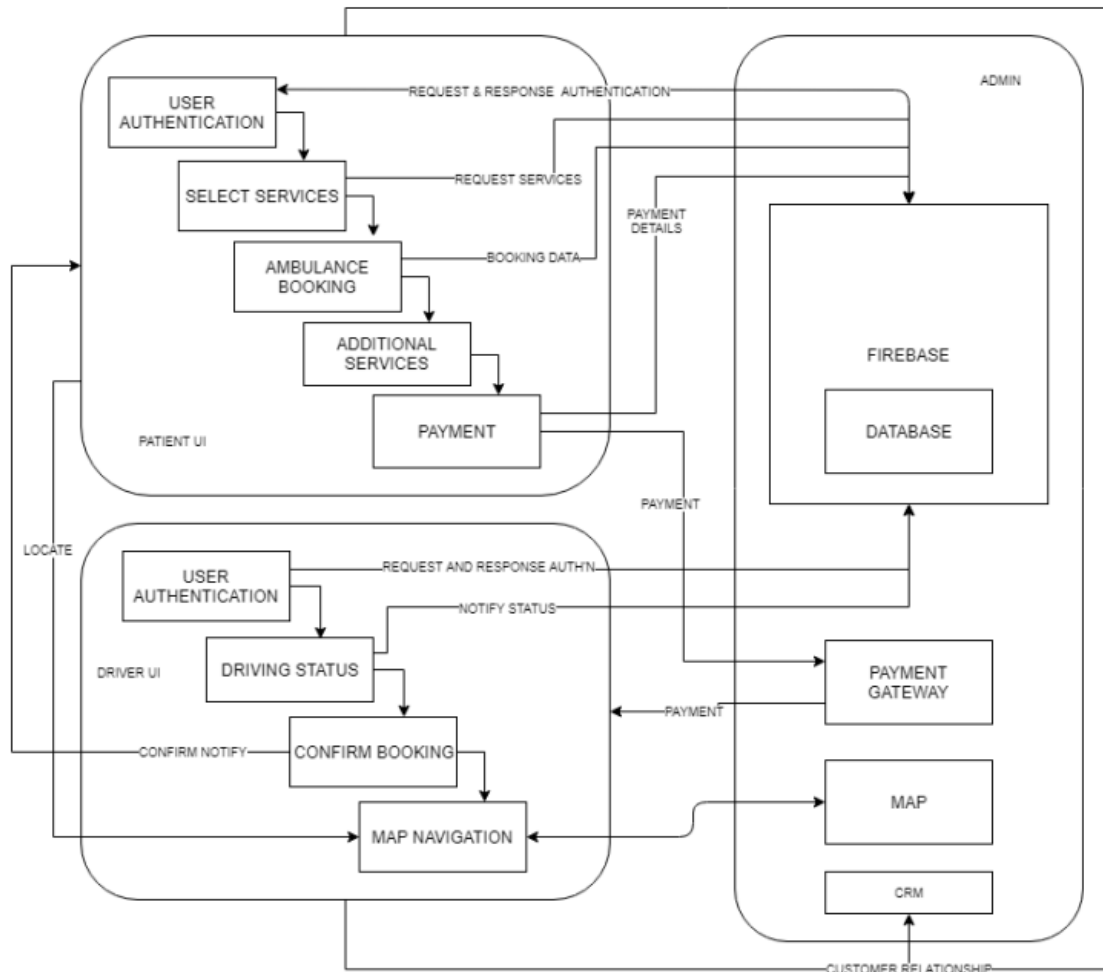 ADMIN
REQUEST & RESPONSE AUTHENTICATION
USER
AUTHENTICATION
REQUEST SERVICES
SELECT SERVICES
PAYMENT
DETAILS
BOOKING DATA
AMBULANCE
BOOKING
ADDITIONAL
SERVICES
FIREBASE
PAYMENT
DATABASE
PATIENT UI
PAYMENT
LOCATE
REQUEST AND RESPONSE AUTH'N
USER
AUTHENTICATION
NOTIFY STATUS
DRIVING STATUS
DRIVER UI
PAYMENT
GATEWAY
PAYMENT
CONFIRM NOTIFY
CONFIRM BOOKING
MAP
MAP NAVIGATION
CRM
CUSTOMER RELATIONSHIP